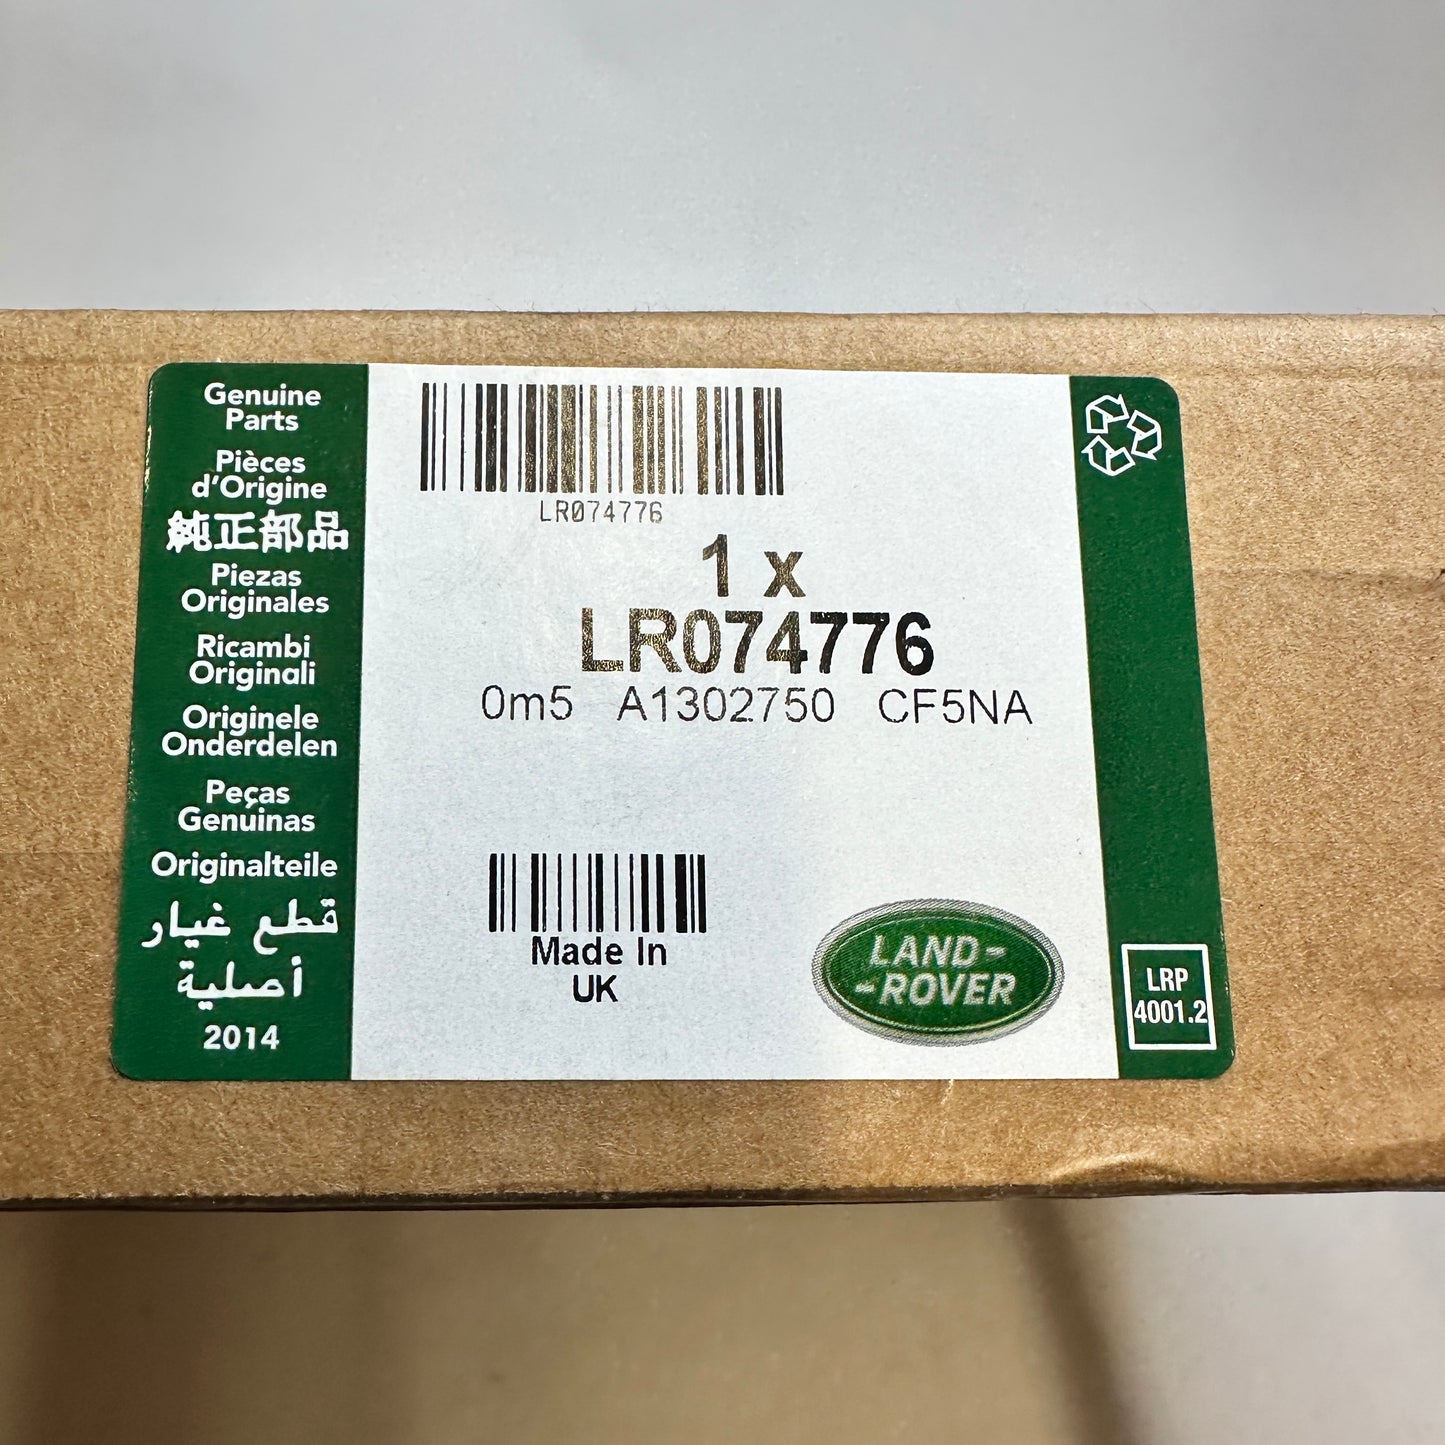 Genuine
Parts
Pièces
d'Origine
純正部品
Piezas
Originales
Ricambi
Originali
Originele
Onderdelen
Peças
Genuinas
Originalteile
قطع غيار
أصلية
2014
LR074776
1 x
LR074776
0m5 A1302750 CF5NA
Made In
UK
LAND-
-ROVER
LRP
4001.2